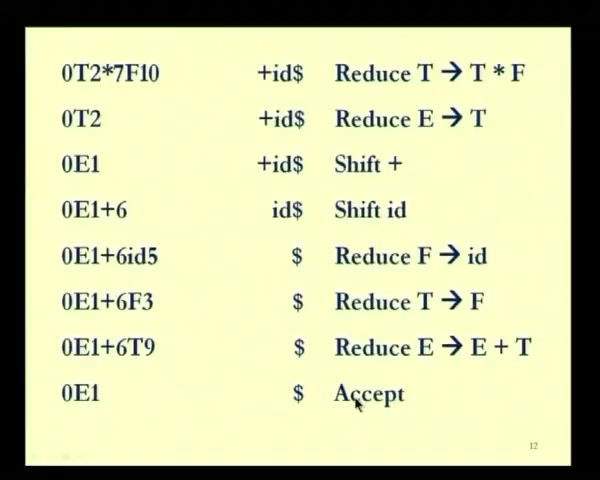 0T2*7F10 +id$ Reduce T → T * F
0T2 +id$ Reduce E → T
0E1 +id$ Shift +
0E1+6 id$ Shift id
0E1+6id5 $ Reduce F → id
0E1+6F3 $ Reduce T → F
0E1+6T9 $ Reduce E → E + T
0E1 $ Accept
12